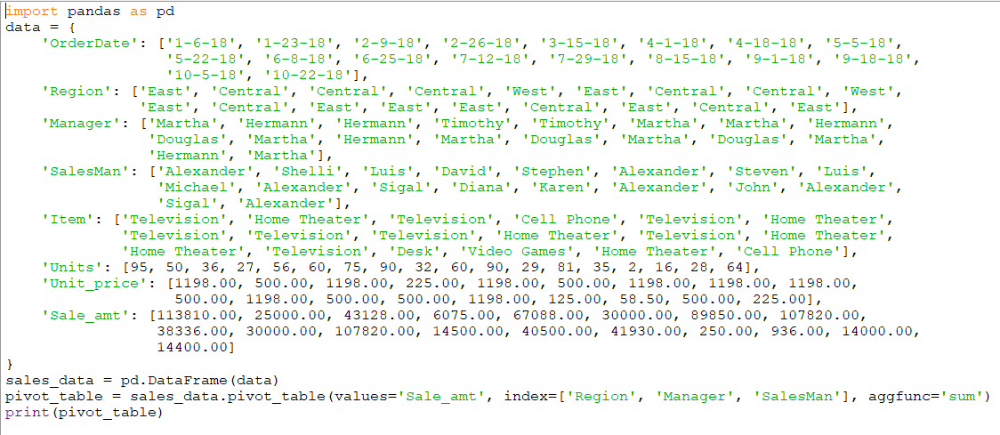 import pandas as pd
data = {
    'OrderDate': ['1-6-18', '1-23-18', '2-9-18', '2-26-18', '3-15-18', '4-1-18', '4-18-18', '5-5-18',
                  '5-22-18', '6-8-18', '6-25-18', '7-12-18', '7-29-18', '8-15-18', '9-1-18', '9-18-18',
                  '10-5-18', '10-22-18'],
    'Region': ['East', 'Central', 'Central', 'Central', 'West', 'East', 'Central', 'Central', 'West',
               'East', 'Central', 'East', 'East', 'East', 'Central', 'East', 'Central', 'East'],
    'Manager': ['Martha', 'Hermann', 'Hermann', 'Timothy', 'Timothy', 'Martha', 'Martha', 'Hermann',
                'Douglas', 'Martha', 'Hermann', 'Martha', 'Douglas', 'Martha', 'Douglas', 'Martha',
                'Hermann', 'Martha'],
    'SalesMan': ['Alexander', 'Shelli', 'Luis', 'David', 'Stephen', 'Alexander', 'Steven', 'Luis',
                 'Michael', 'Alexander', 'Sigal', 'Diana', 'Karen', 'Alexander', 'John', 'Alexander',
                 'Sigal', 'Alexander'],
    'Item': ['Television', 'Home Theater', 'Television', 'Cell Phone', 'Television', 'Home Theater',
             'Television', 'Television', 'Television', 'Home Theater', 'Television', 'Home Theater',
             'Home Theater', 'Television', 'Desk', 'Video Games', 'Home Theater', 'Cell Phone'],
    'Units': [95, 50, 36, 27, 56, 60, 75, 90, 32, 60, 90, 29, 81, 35, 2, 16, 28, 64],
    'Unit_price': [1198.00, 500.00, 1198.00, 225.00, 1198.00, 500.00, 1198.00, 1198.00, 1198.00,
                   500.00, 1198.00, 500.00, 500.00, 1198.00, 125.00, 58.50, 500.00, 225.00],
    'Sale_amt': [113810.00, 25000.00, 43128.00, 6075.00, 67088.00, 30000.00, 89850.00, 107820.00,
                 38336.00, 30000.00, 107820.00, 14500.00, 40500.00, 41930.00, 250.00, 936.00, 14000.00,
                 14400.00]
}
sales_data = pd.DataFrame(data)
pivot_table = sales_data.pivot_table(values='Sale_amt', index=['Region', 'Manager', 'SalesMan'], aggfunc='sum')
print(pivot_table)